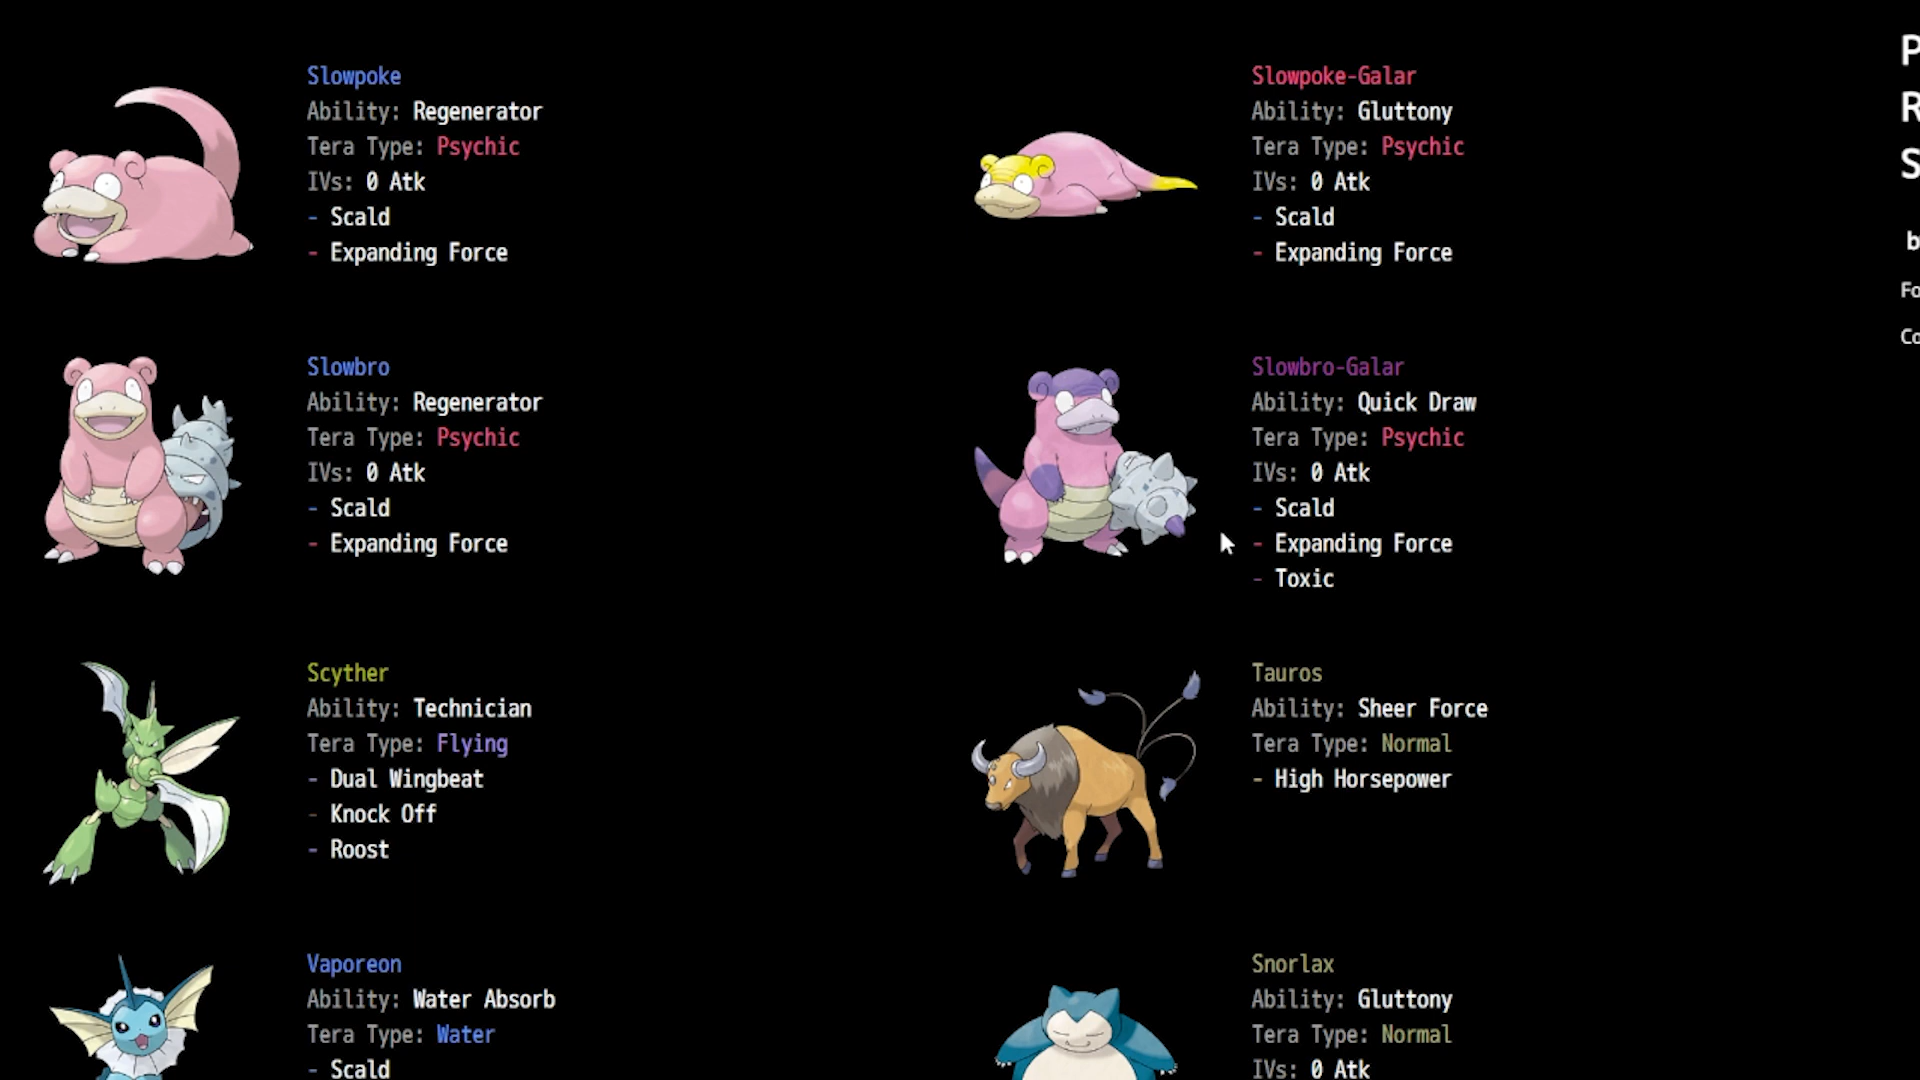 Slowpoke
Ability: Regenerator
Tera Type: Psychic
IVs: 0 Atk
- Scald
- Expanding Force
Slowpoke-Galar
Ability: Gluttony
Tera Type: Psychic
IVs: 0 Atk
- Scald
- Expanding Force
Slowbro
Ability: Regenerator
Tera Type: Psychic
IVs: 0 Atk
- Scald
- Expanding Force
Slowbro-Galar
Ability: Quick Draw
Tera Type: Psychic
IVs: 0 Atk
- Scald
- Expanding Force
- Toxic
Scyther
Ability: Technician
Tera Type: Flying
- Dual Wingbeat
- Knock Off
- Roost
Tauros
Ability: Sheer Force
Tera Type: Normal
- High Horsepower
Vaporeon
Ability: Water Absorb
Tera Type: Water
- Scald
Snorlax
Ability: Gluttony
Tera Type: Normal
IVs: 0 Atk